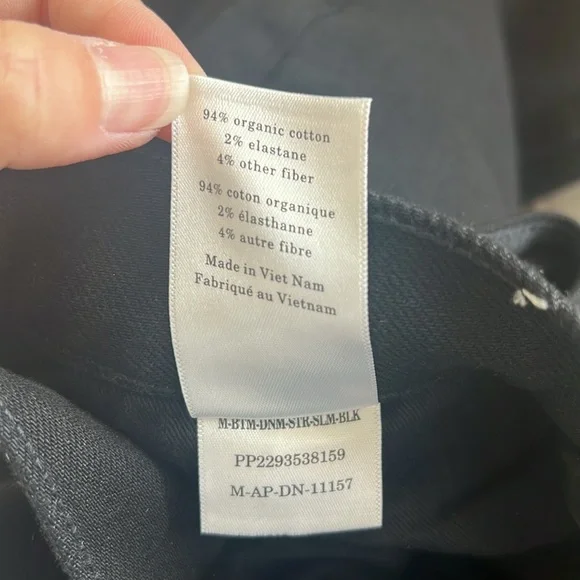 94% organic cotton
2% elastane
4% other fiber
94% coton organique
2% élasthanne
4% autre fibre
Made in Viet Nam
Fabriqué au Vietnam
M-BTM-DNM-STR-SLM-BLK
PP2293538159
M-AP-DN-11157